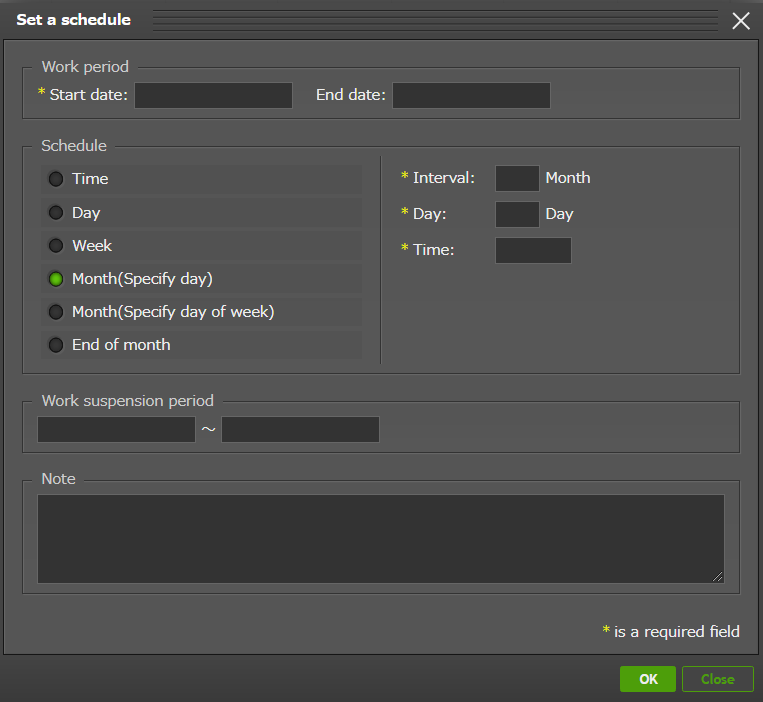 Set a schedule
Work period
* Start date: End date:
Schedule
Time
Day
Week
Month(Specify day)
Month(Specify day of week)
End of month
* Interval: Month
* Day: Day
* Time:
Work suspension period
～
Note
* is a required field
OK Close